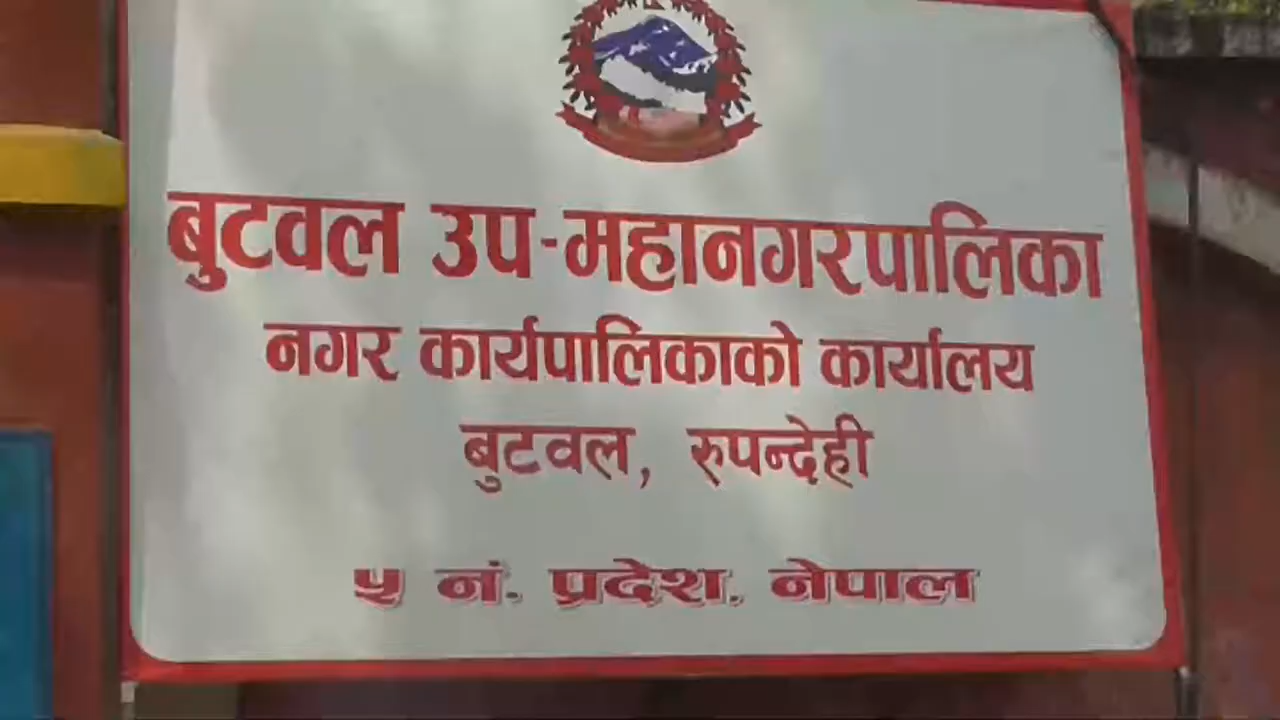 बुटवल उप-महानगरपालिका
नगर कार्यपालिकाको कार्यालय
बुटवल, रुपन्देही
५ नं. प्रदेश, नेपाल